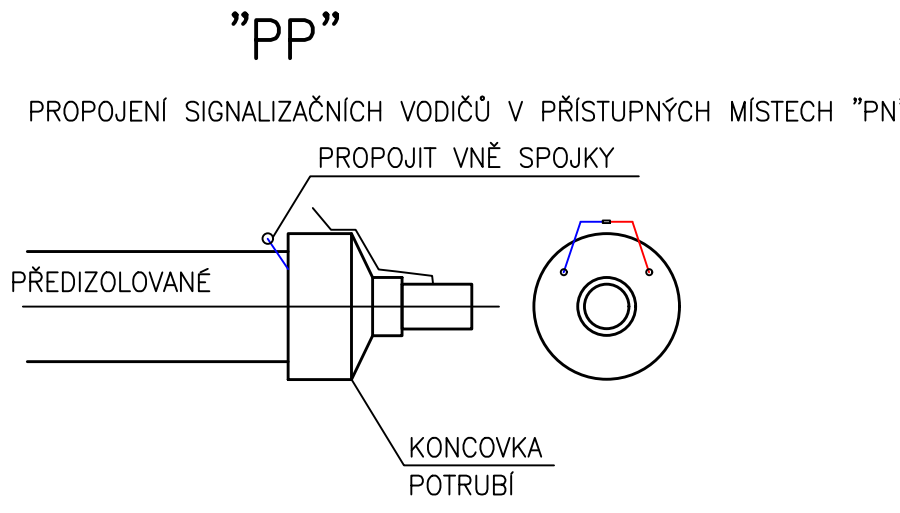 "PP"
PROPOJENÍ SIGNALIZAČNÍCH VODIČŮ V PŘÍSTUPNÝCH MÍSTECH "PN"
PROPOJIT VNĚ SPOJKY
PŘEDIZOLOVANÉ
KONCOVKA
POTRUBÍ